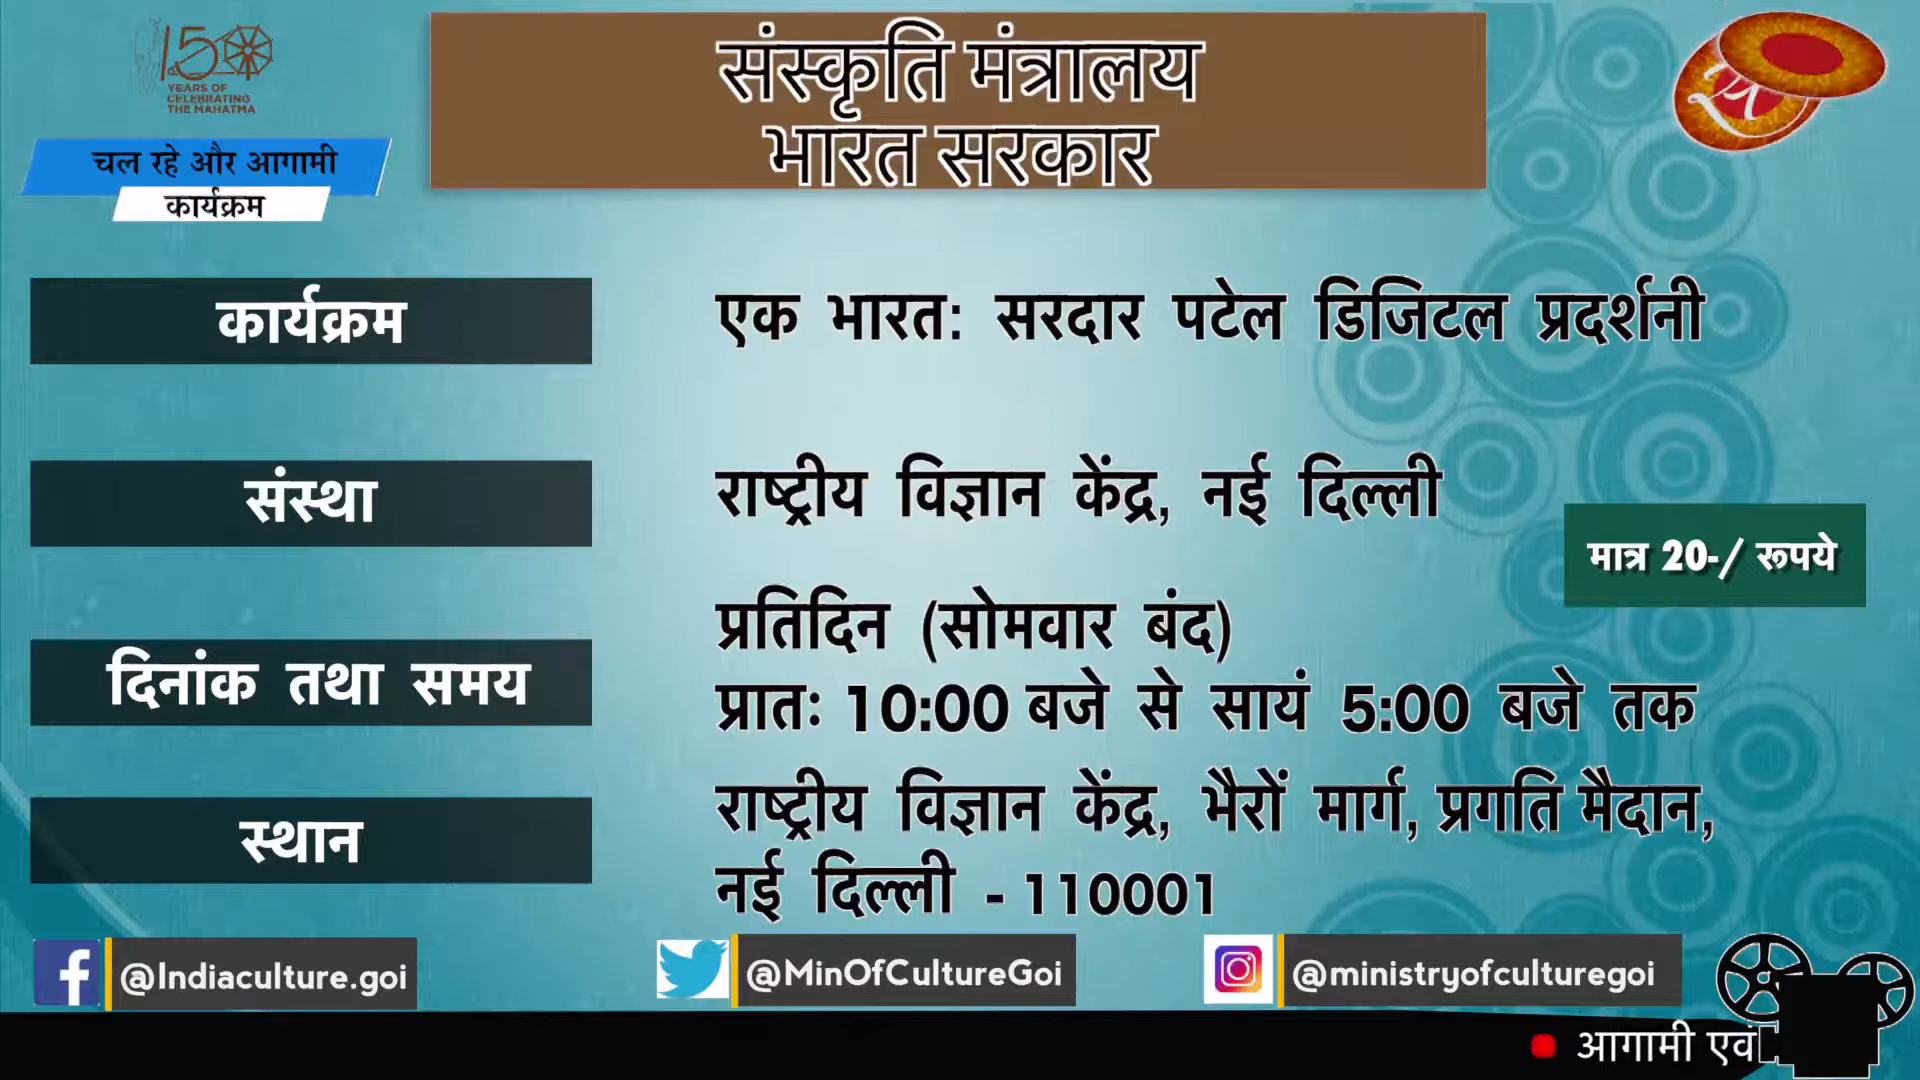 150
YEARS OF
CELEBRATING
THE MAHATMA
संस्कृति मंत्रालय
भारत सरकार
चल रहे और आगामी
कार्यक्रम
कार्यक्रम
एक भारत: सरदार पटेल डिजिटल प्रदर्शनी
संस्था
राष्ट्रीय विज्ञान केंद्र, नई दिल्ली
मात्र 20-/ रूपये
दिनांक तथा समय
प्रतिदिन (सोमवार बंद)
प्रातः 10:00 बजे से सायं 5:00 बजे तक
स्थान
राष्ट्रीय विज्ञान केंद्र, भैरों मार्ग, प्रगति मैदान,
नई दिल्ली - 110001
@Indiaculture.goi
@MinOfCultureGoi
@ministryofculturegoi
आगामी एवं